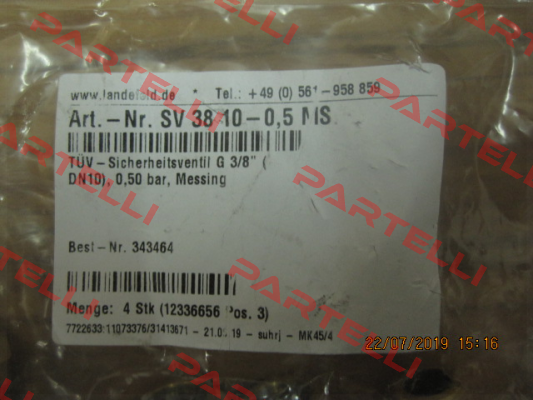 www.landefeld.de * Tel.: +49 (0) 561-958 859
Art.-Nr. SV 38 10-0,5 MS
TÜV-Sicherheitsventil G 3/8" (
DN10), 0,50 bar, Messing
Best-Nr. 343464
Menge: 4 Stk (12336656 Pos. 3)
7722633:11073376/31413671 - 21.0 . 19 - suhrj - MK45/4
22/07/2019 15:16
PARTELLI
PARTELLI
PARTELLI
PARTELLI
PARTELLI